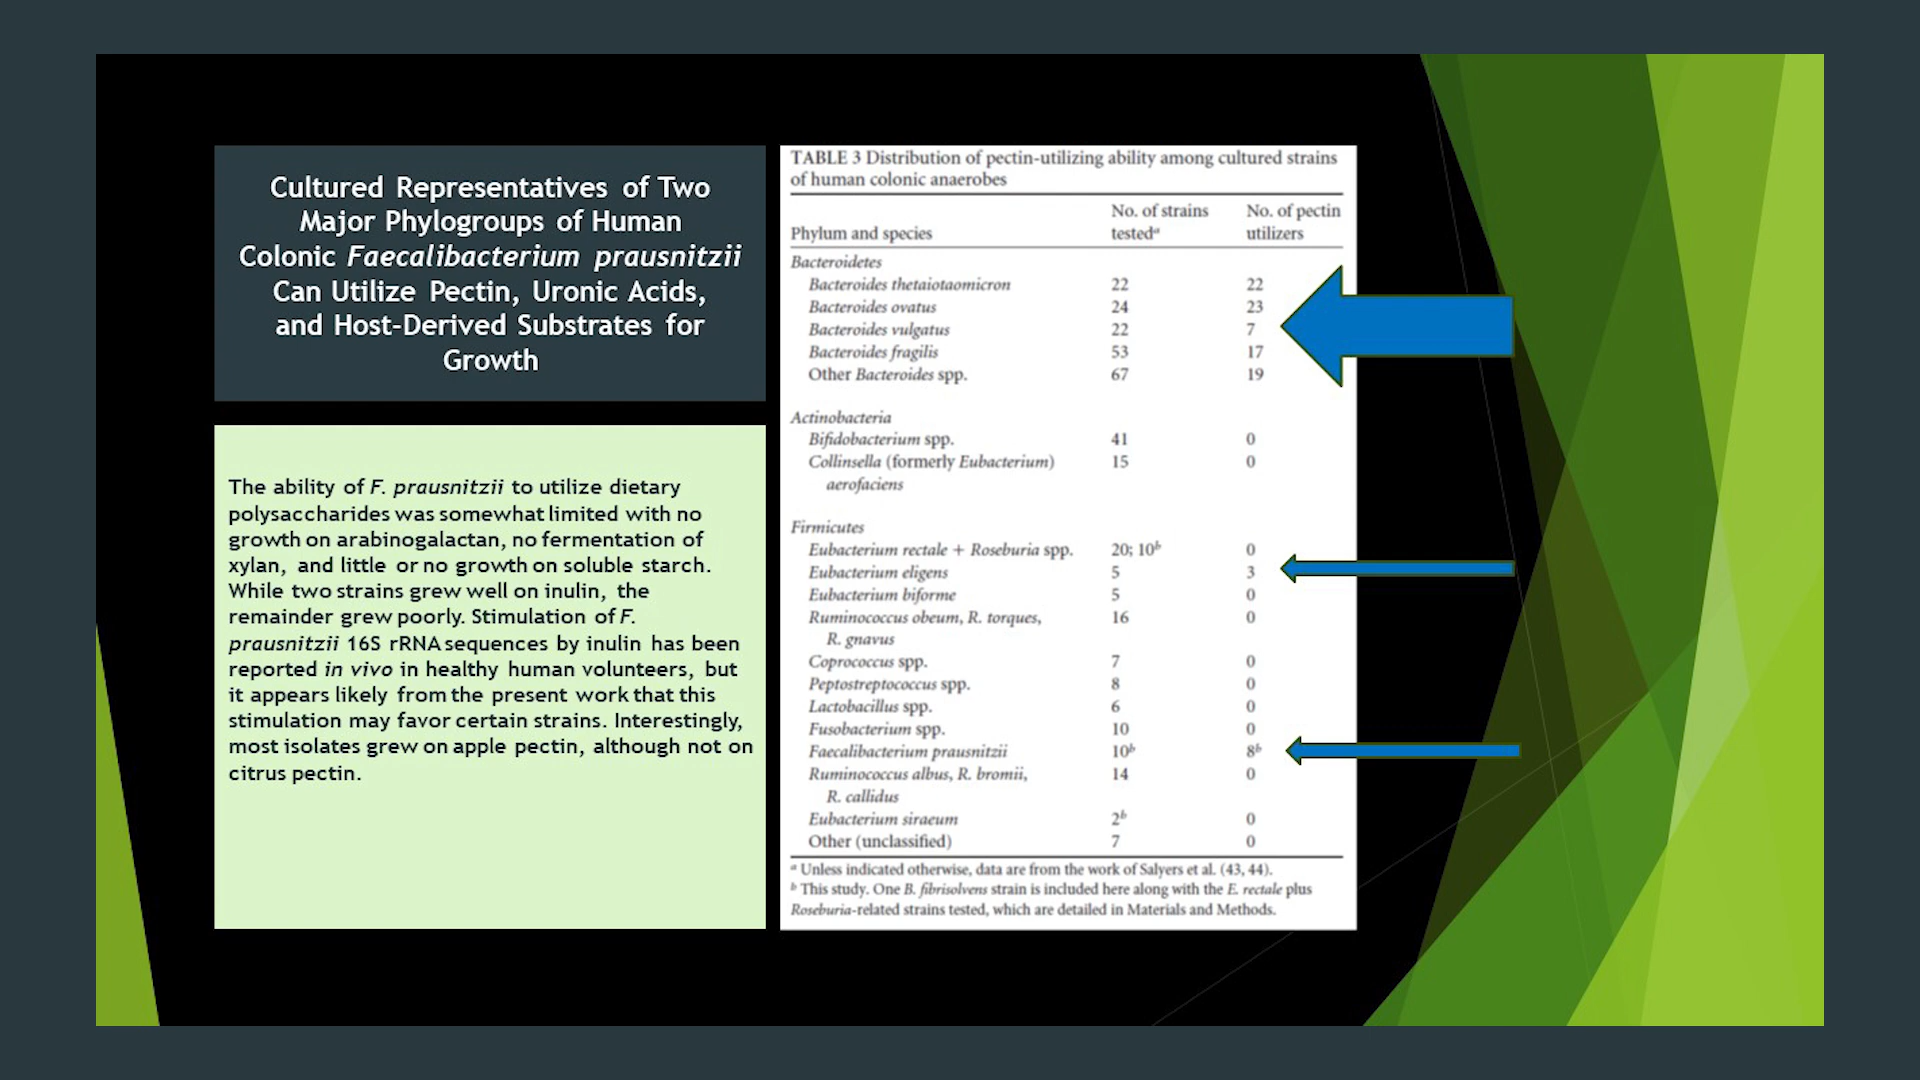 Cultured Representatives of Two
Major Phylogroups of Human
Colonic Faecalibacterium prausnitzii
Can Utilize Pectin, Uronic Acids,
and Host-Derived Substrates for
Growth
The ability of F. prausnitzii to utilize dietary
polysaccharides was somewhat limited with no
growth on arabinogalactan, no fermentation of
xylan, and little or no growth on soluble starch.
While two strains grew well on inulin, the
remainder grew poorly. Stimulation of F.
prausnitzii 16S rRNA sequences by inulin has been
reported in vivo in healthy human volunteers, but
it appears likely from the present work that this
stimulation may favor certain strains. Interestingly,
most isolates grew on apple pectin, although not on
citrus pectin.
TABLE 3 Distribution of pectin-utilizing ability among cultured strains
of human colonic anaerobes
No. of strains No. of pectin
Phylum and species testedᵃ utilizers
Bacteroidetes
Bacteroides thetaiotaomicron 22 22
Bacteroides ovatus 24 23
Bacteroides vulgatus 22 7
Bacteroides fragilis 53 17
Other Bacteroides spp. 67 19
Actinobacteria
Bifidobacterium spp. 41 0
Collinsella (formerly Eubacterium) 15 0
aerofaciens
Firmicutes
Eubacterium rectale + Roseburia spp. 20; 10ᵇ 0
Eubacterium eligens 5 3
Eubacterium biforme 5 0
Ruminococcus obeum, R. torques, 16 0
R. gnavus
Coprococcus spp. 7 0
Peptostreptococcus spp. 8 0
Lactobacillus spp. 6 0
Fusobacterium spp. 10 0
Faecalibacterium prausnitzii 10ᵇ 8ᵇ
Ruminococcus albus, R. bromii, 14 0
R. callidus
Eubacterium siraeum 2ᵇ 0
Other (unclassified) 7 0
ᵃ Unless indicated otherwise, data are from the work of Salyers et al. (43, 44).
ᵇ This study. One B. fibrisolvens strain is included here along with the E. rectale plus
Roseburia-related strains tested, which are detailed in Materials and Methods.